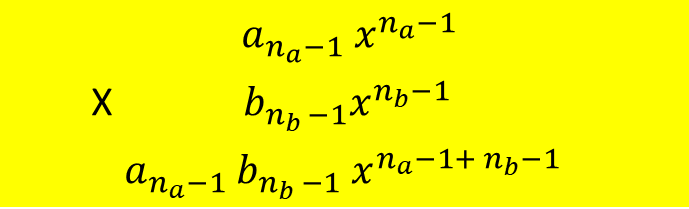 a_{n_a-1} x^{n_a-1}
X b_{n_b-1} x^{n_b-1}
a_{n_a-1} b_{n_b-1} x^{n_a-1+n_b-1}